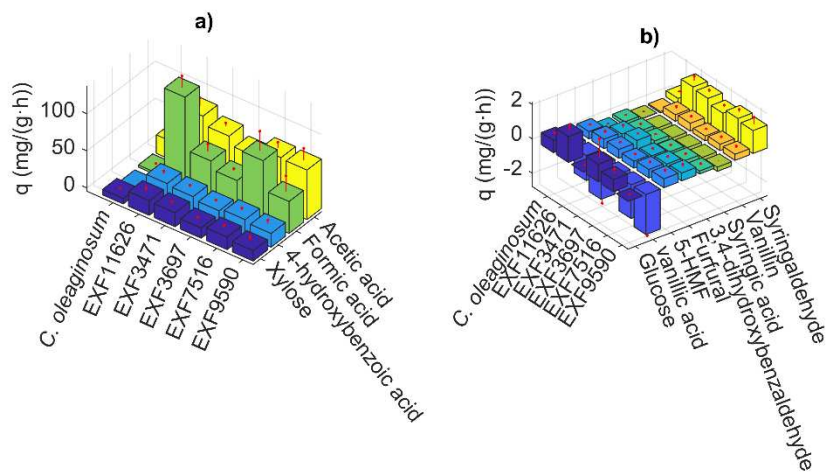 a)
q (mg/(g·h))
100
50
0
C. oleaginosum
EXF11626
EXF3471
EXF3697
EXF7516
EXF9590
Acetic acid
Formic acid
4-hydroxybenzoic acid
Xylose
b)
q (mg/(g·h))
2
0
-2
C. oleaginosum
EXF11626
EXF3471
EXF3697
EXF7516
EXF9590
Syringaldehyde
Vanillin
Syringic acid
3·4-dihydroxybenzaldehyde
Furfural
5-HMF
vanillic acid
Glucose